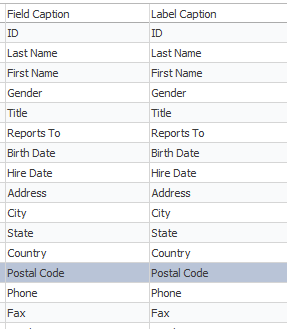 Field Caption Label Caption
ID ID
Last Name Last Name
First Name First Name
Gender Gender
Title Title
Reports To Reports To
Birth Date Birth Date
Hire Date Hire Date
Address Address
City City
State State
Country Country
Postal Code Postal Code
Phone Phone
Fax Fax